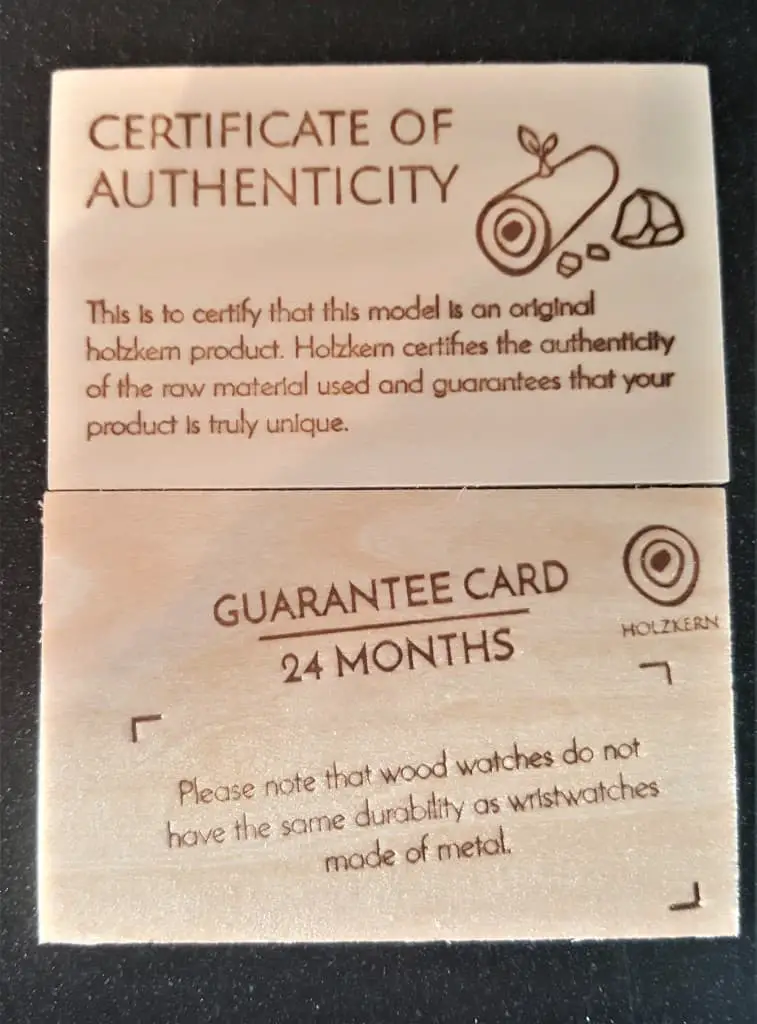 CERTIFICATE OF
AUTHENTICITY
This is to certify that this model is an original
holzkern product. Holzkern certifies the authenticity
of the raw material used and guarantees that your
product is truly unique.
GUARANTEE CARD
24 MONTHS
HOLZKERN
Please note that wood watches do not
have the same durability as wristwatches
made of metal.